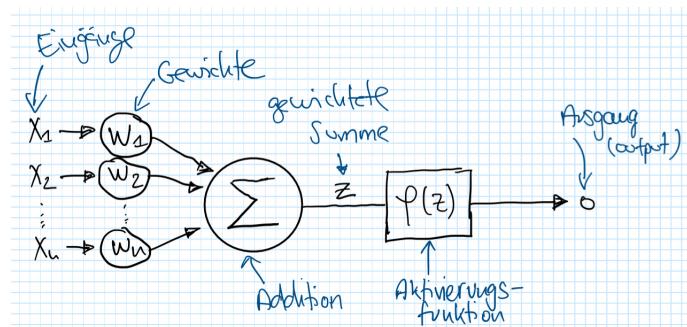 Eingänge
Gewichte
gewichtete
Summe
Ausgang
(output)
x₁
w₁
x₂
w₂
xₙ
wₙ
Σ
z
φ(z)
o
Addition
Aktivierungs-
funktion